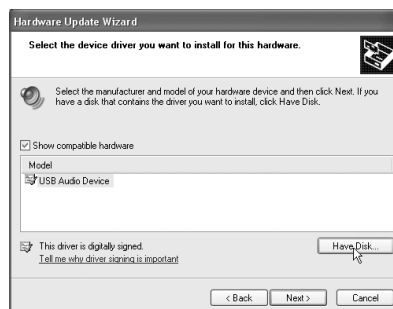 Hardware Update Wizard
Select the device driver you want to install for this hardware.
Select the manufacturer and model of your hardware device and then click Next. If you
have a disk that contains the driver you want to install, click Have Disk.
Show compatible hardware
Model
USB Audio Device
This driver is digitally signed.
Tell me why driver signing is important
Have Disk...
< Back
Next >
Cancel